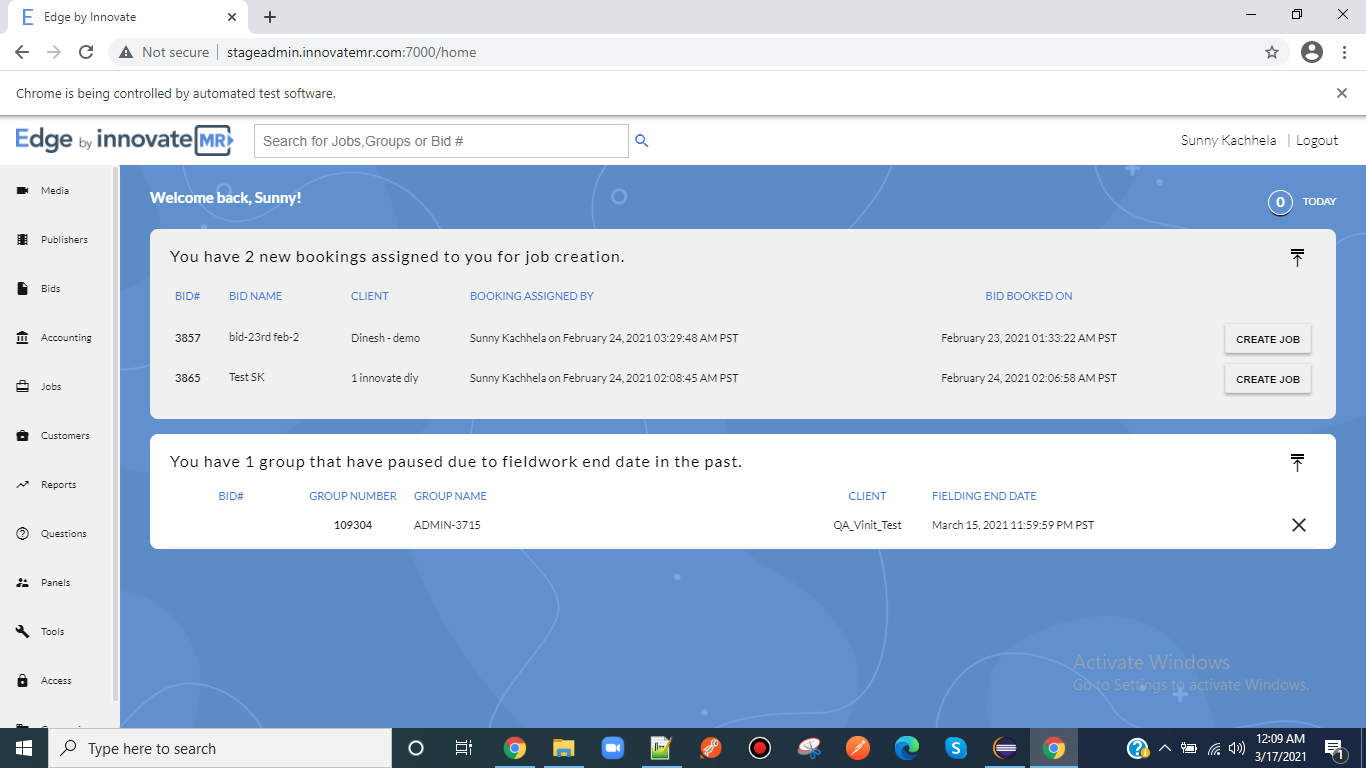 Edge by Innovate
Not secure | stageadmin.innovatemr.com:7000/home
Chrome is being controlled by automated test software.
Edge by innovate MR
Search for Jobs,Groups or Bid #
Sunny Kachhela | Logout
Media
Publishers
Bids
Accounting
Jobs
Customers
Reports
Questions
Panels
Tools
Access
Welcome back, Sunny!
0 TODAY
You have 2 new bookings assigned to you for job creation.
BID# BID NAME CLIENT BOOKING ASSIGNED BY BID BOOKED ON
3857 bid-23rd feb-2 Dinesh - demo Sunny Kachhela on February 24, 2021 03:29:48 AM PST February 23, 2021 01:33:22 AM PST CREATE JOB
3865 Test SK 1 innovate diy Sunny Kachhela on February 24, 2021 02:08:45 AM PST February 24, 2021 02:06:58 AM PST CREATE JOB
You have 1 group that have paused due to fieldwork end date in the past.
BID# GROUP NUMBER GROUP NAME CLIENT FIELDING END DATE
109304 ADMIN-3715 QA_Vinit_Test March 15, 2021 11:59:59 PM PST
Activate Windows
Go to Settings to activate Windows.
Type here to search
12:09 AM
3/17/2021
1